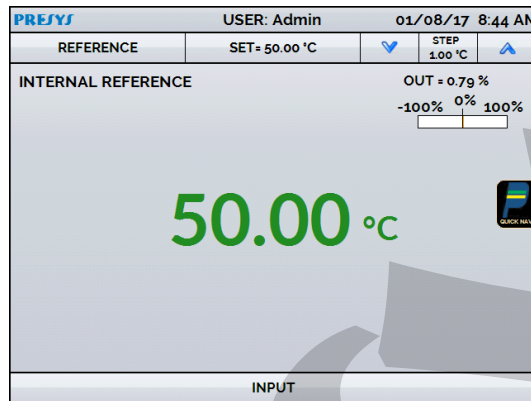 PRESYS USER: Admin 01/08/17 8:44 AM
REFERENCE SET= 50.00 °C STEP 1.00 °C
INTERNAL REFERENCE
OUT = 0.79 %
-100% 0% 100%
50.00 °C
QUICK NAV
INPUT